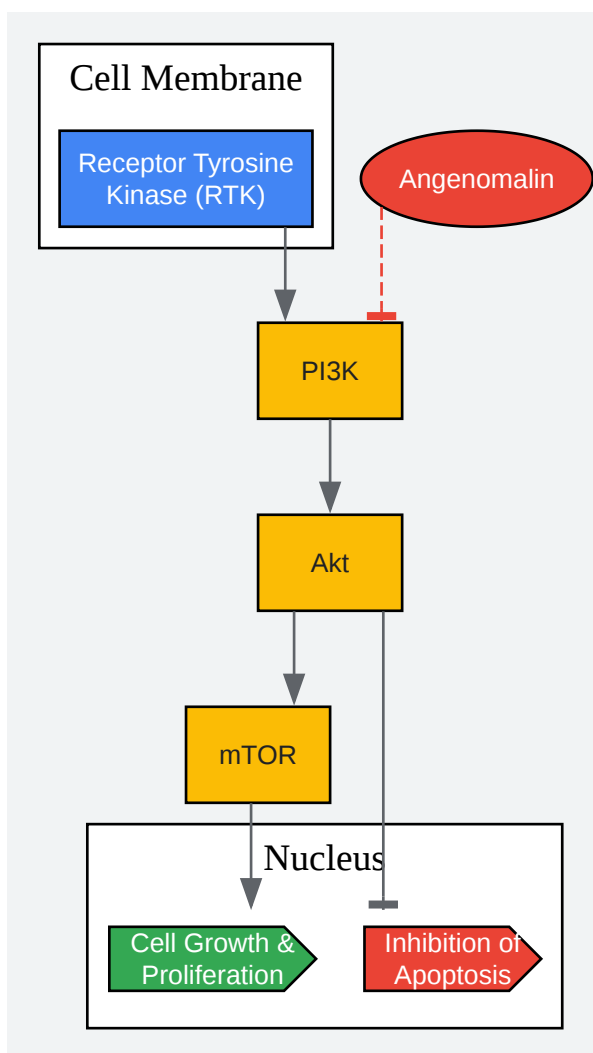 Cell Membrane
Receptor Tyrosine
Kinase (RTK)
Angenomalin
PI3K
Akt
mTOR
Nucleus
Cell Growth &
Proliferation
Inhibition of
Apoptosis